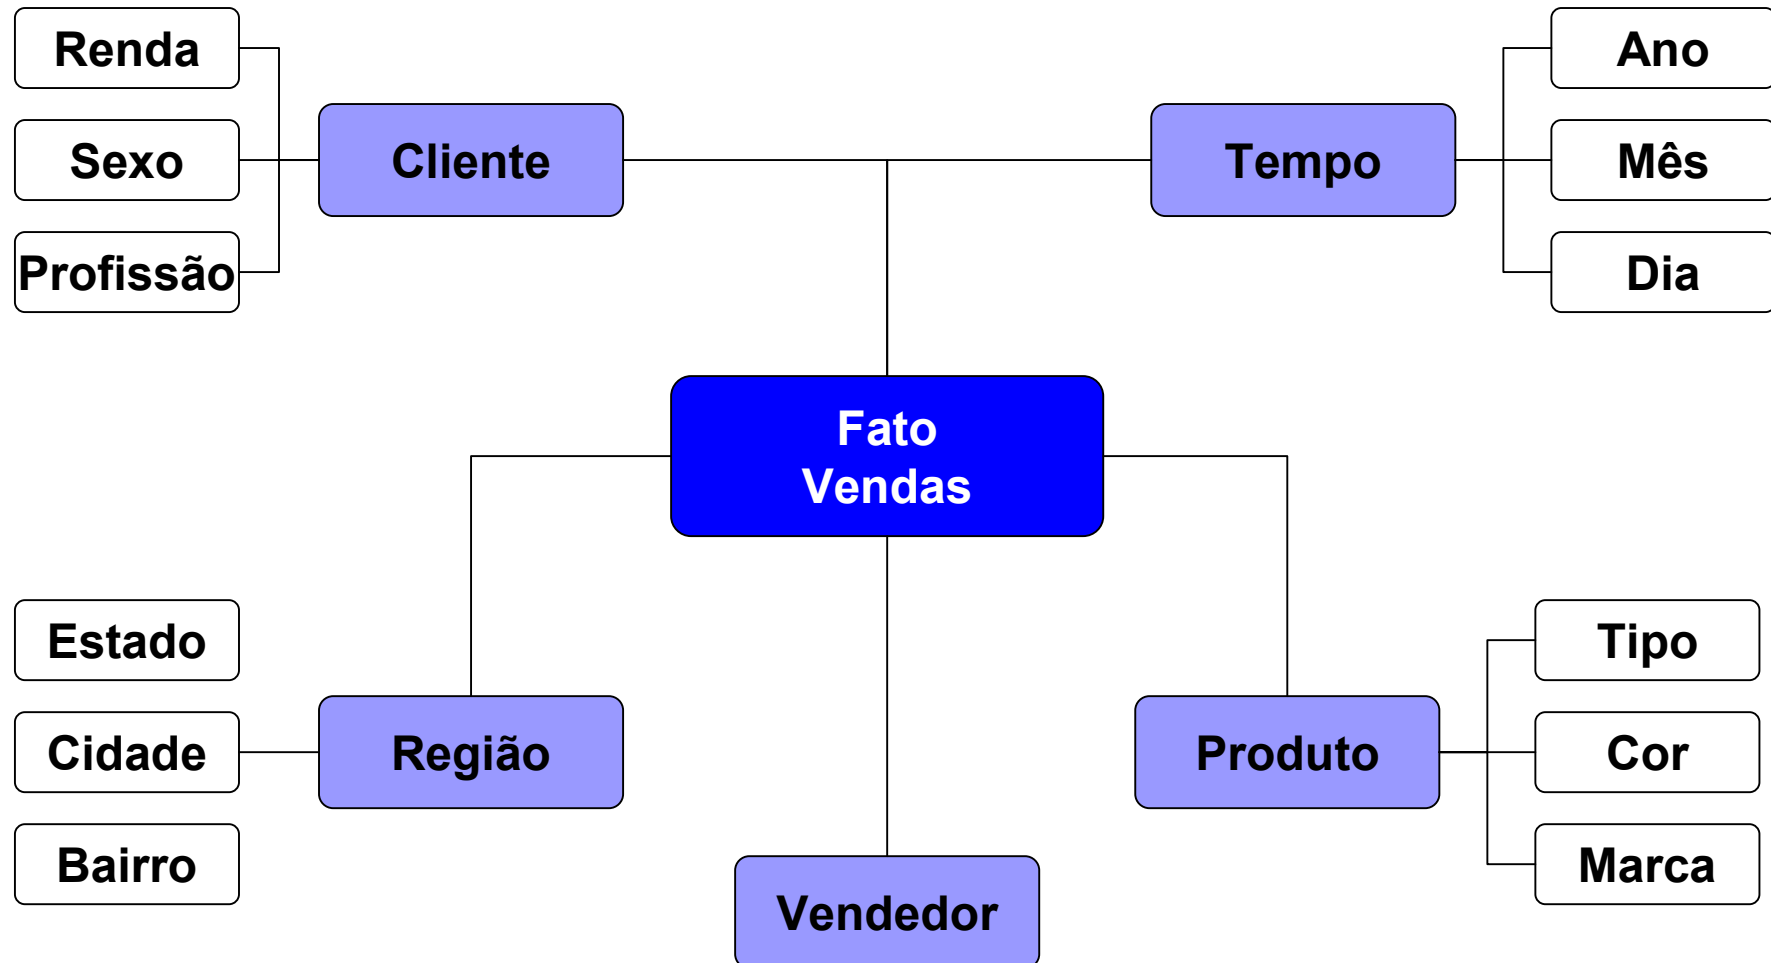 Renda
Ano
Sexo
Cliente
Tempo
Mês
Profissão
Dia
Fato
Vendas
Estado
Tipo
Cidade
Região
Produto
Cor
Bairro
Marca
Vendedor